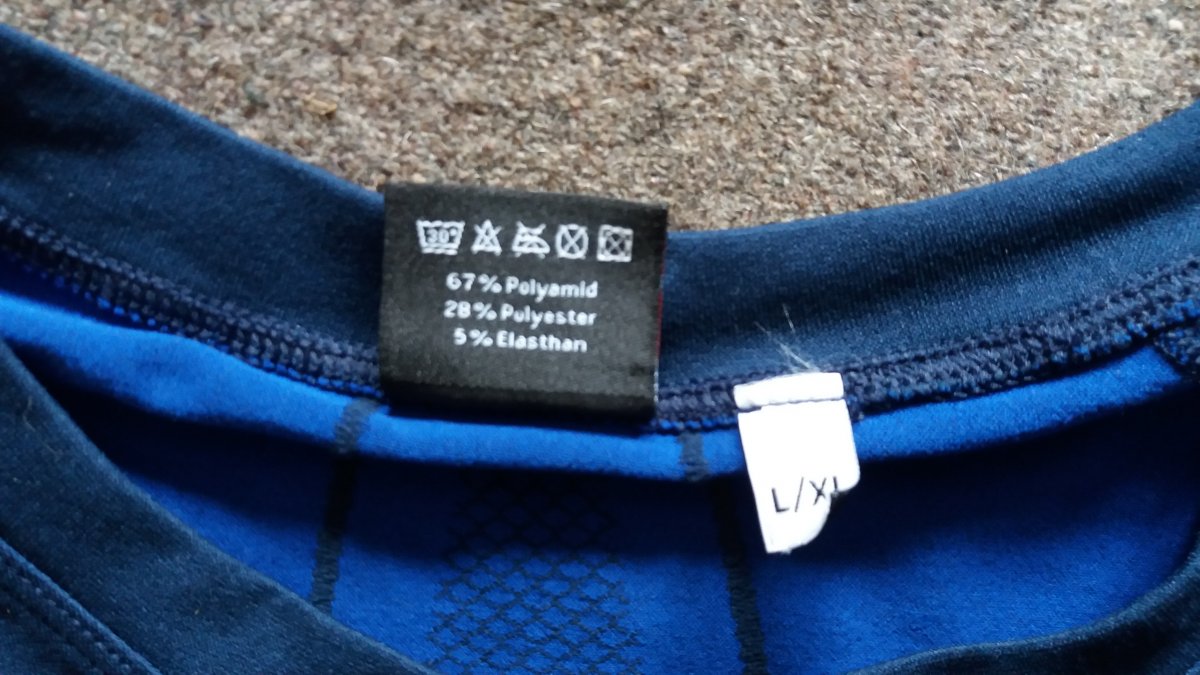 30°
67% Polyamid
28% Polyester
5% Elasthan
L/XL